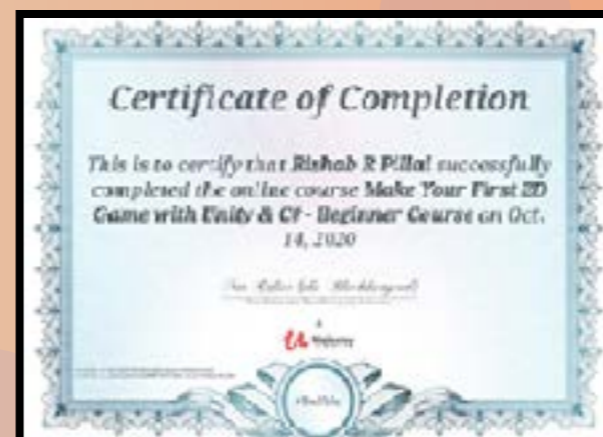 Certificate of Completion
This is to certify that Rishab R Pillai successfully
completed the online course Make Your First 2D
Game with Unity & C# - Beginner Course on Oct.
14, 2020